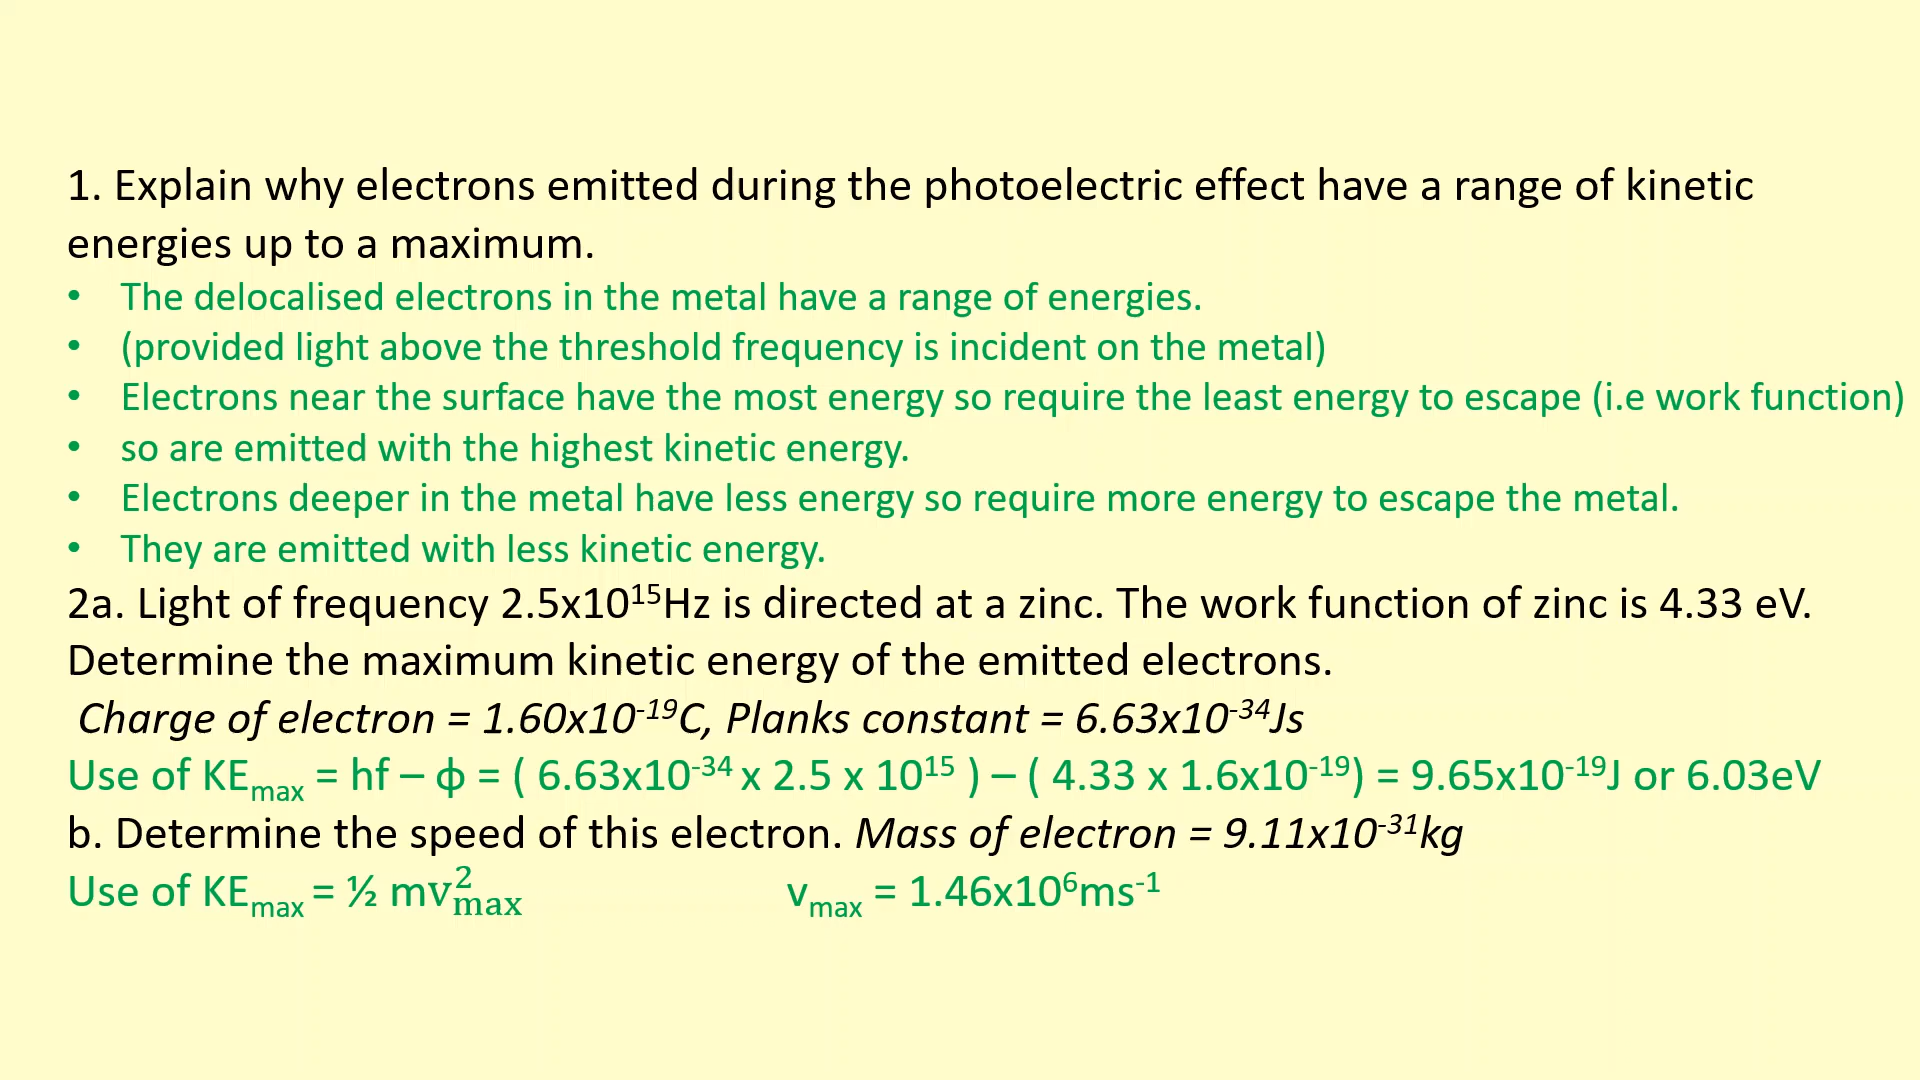 1. Explain why electrons emitted during the photoelectric effect have a range of kinetic
energies up to a maximum.
• The delocalised electrons in the metal have a range of energies.
• (provided light above the threshold frequency is incident on the metal)
• Electrons near the surface have the most energy so require the least energy to escape (i.e work function)
• so are emitted with the highest kinetic energy.
• Electrons deeper in the metal have less energy so require more energy to escape the metal.
• They are emitted with less kinetic energy.
2a. Light of frequency 2.5x10¹⁵Hz is directed at a zinc. The work function of zinc is 4.33 eV.
Determine the maximum kinetic energy of the emitted electrons.
Charge of electron = 1.60x10⁻¹⁹C, Planks constant = 6.63x10⁻³⁴Js
Use of KEₘₐₓ = hf – ϕ = ( 6.63x10⁻³⁴ x 2.5 x 10¹⁵ ) – ( 4.33 x 1.6x10⁻¹⁹) = 9.65x10⁻¹⁹J or 6.03eV
b. Determine the speed of this electron. Mass of electron = 9.11x10⁻³¹kg
Use of KEₘₐₓ = ½ mv²ₘₐₓ vₘₐₓ = 1.46x10⁶ms⁻¹